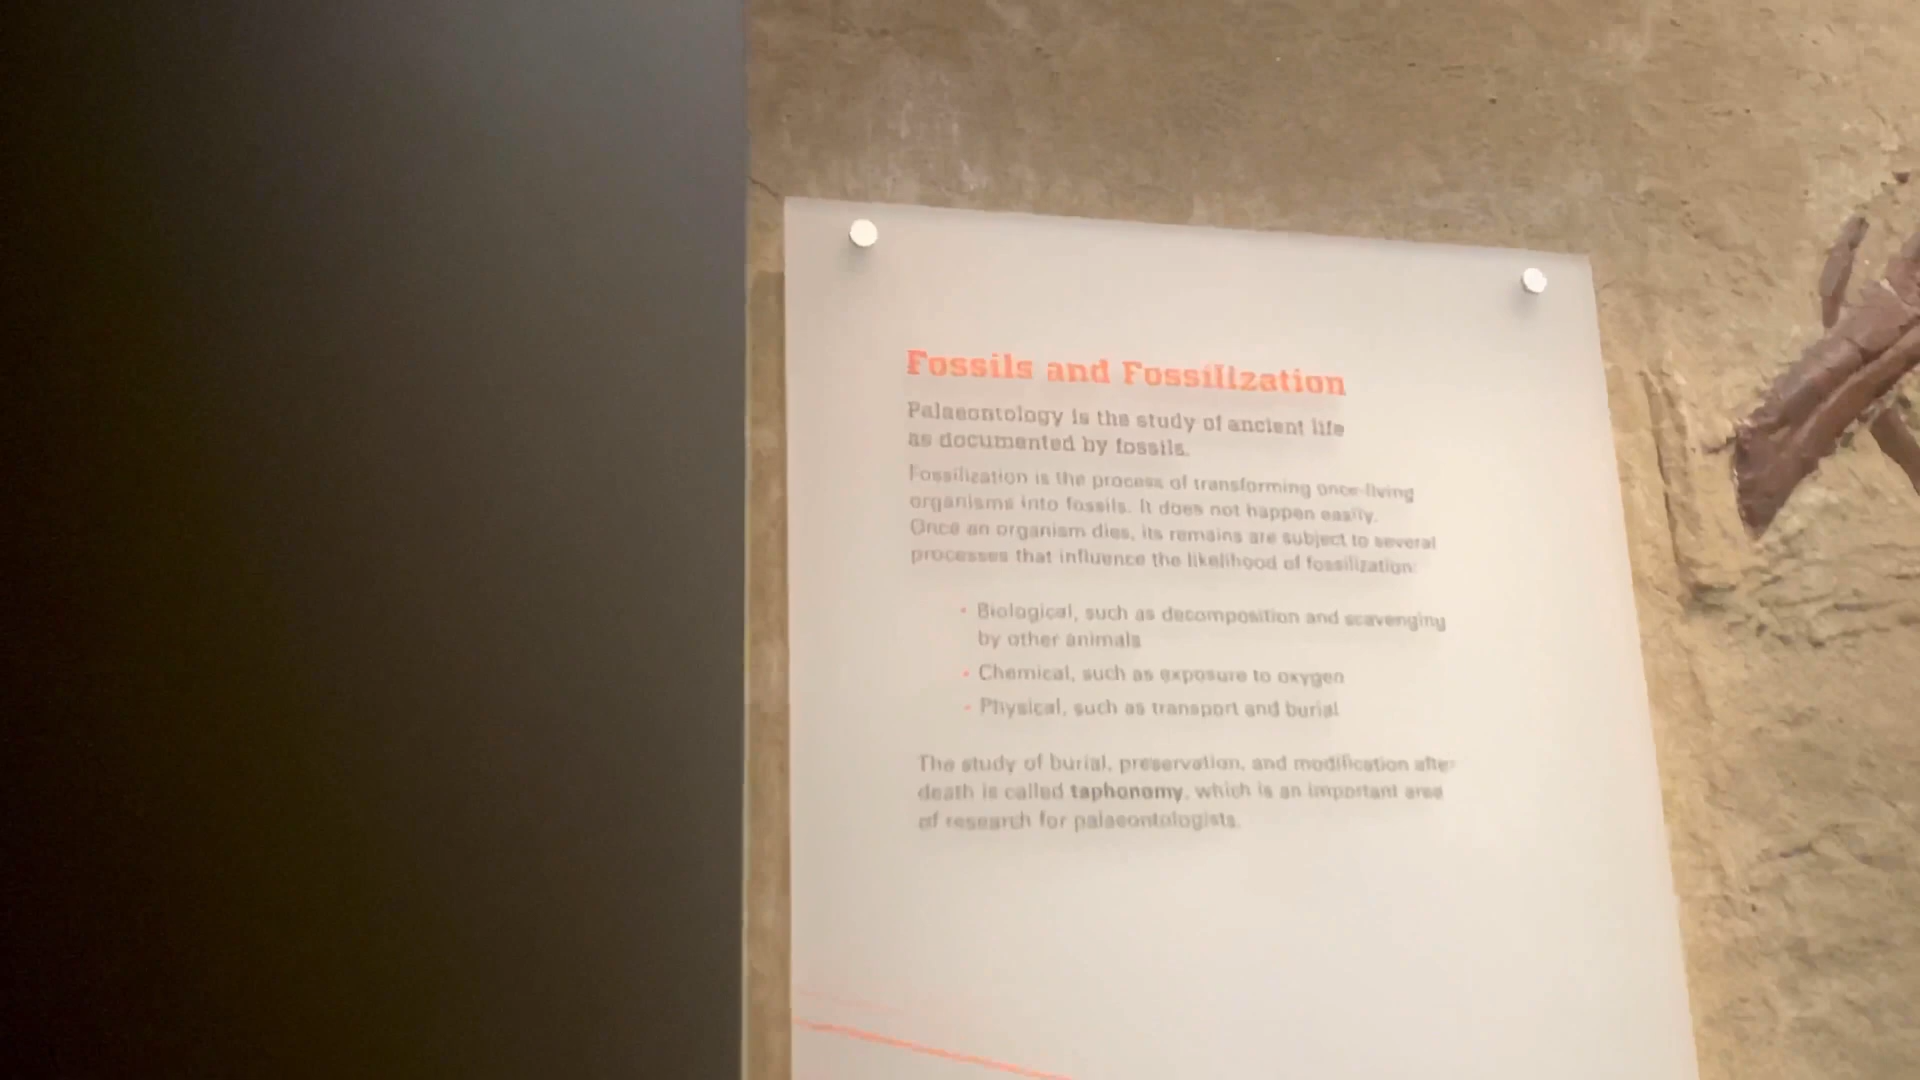 Fossils and Fossilization
Palaeontology is the study of ancient life
as documented by fossils.
Fossilization is the process of transforming once-living
organisms into fossils. It does not happen easily.
Once an organism dies, its remains are subject to several
processes that influence the likelihood of fossilization:
• Biological, such as decomposition and scavenging
by other animals
• Chemical, such as exposure to oxygen
• Physical, such as transport and burial
The study of burial, preservation, and modification after
death is called taphonomy, which is an important area
of research for palaeontologists.